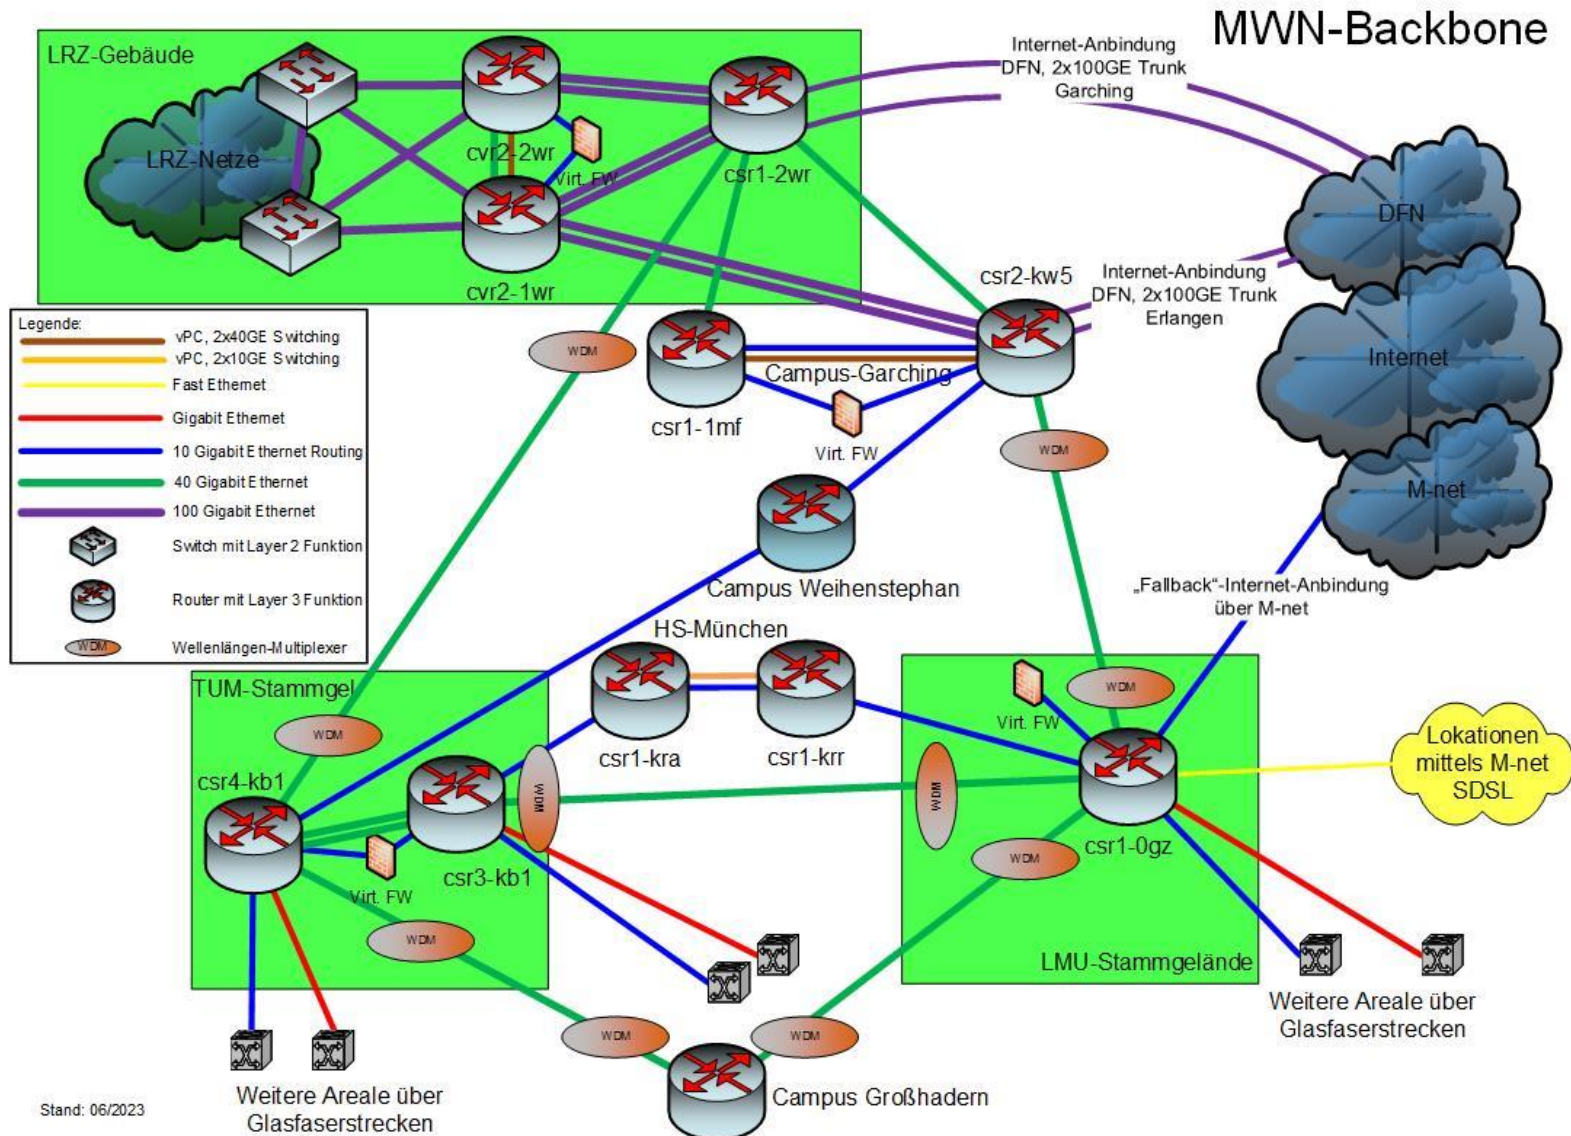 MWN-Backbone
LRZ-Gebäude
Internet-Anbindung
DFN, 2x100GE Trunk
Garching
LRZ-Netze
cvr2-2wr
Virt. FW
csr1-2wr
cvr2-1wr
DFN
csr2-kw5
Internet-Anbindung
DFN, 2x100GE Trunk
Erlangen
Internet
M-net
Legende:
vPC, 2x40GE Switching
vPC, 2x10GE Switching
Fast Ethernet
Gigabit Ethernet
10 Gigabit Ethernet Routing
40 Gigabit Ethernet
100 Gigabit Ethernet
Switch mit Layer 2 Funktion
Router mit Layer 3 Funktion
WDM
Wellenlängen-Multiplexer
WDM
Campus-Garching
csr1-1mf
Virt. FW
WDM
Campus Weihenstephan
„Fallback“-Internet-Anbindung
über M-net
HS-München
csr1-kra
csr1-krr
TUM-Stammgel
WDM
csr4-kb1
WDM
csr3-kb1
Virt. FW
WDM
WDM
Virt. FW
WDM
csr1-0gz
WDM
LMU-Stammgelände
Lokationen
mittels M-net
SDSL
WDM
WDM
Campus Großhadern
Weitere Areale über
Glasfaserstrecken
Weitere Areale über
Glasfaserstrecken
Stand: 06/2023